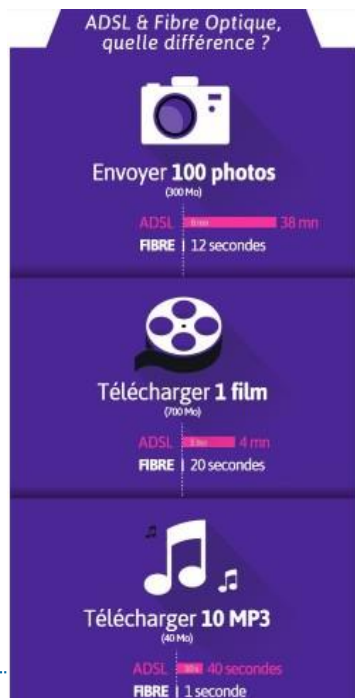 ADSL & Fibre Optique,
quelle différence ?
Envoyer 100 photos
(300 Mo)
ADSL 38 mn
FIBRE 12 secondes
Télécharger 1 film
(700 Mo)
ADSL 4 mn
FIBRE 20 secondes
Télécharger 10 MP3
(40 Mo)
ADSL 40 secondes
FIBRE 1 seconde